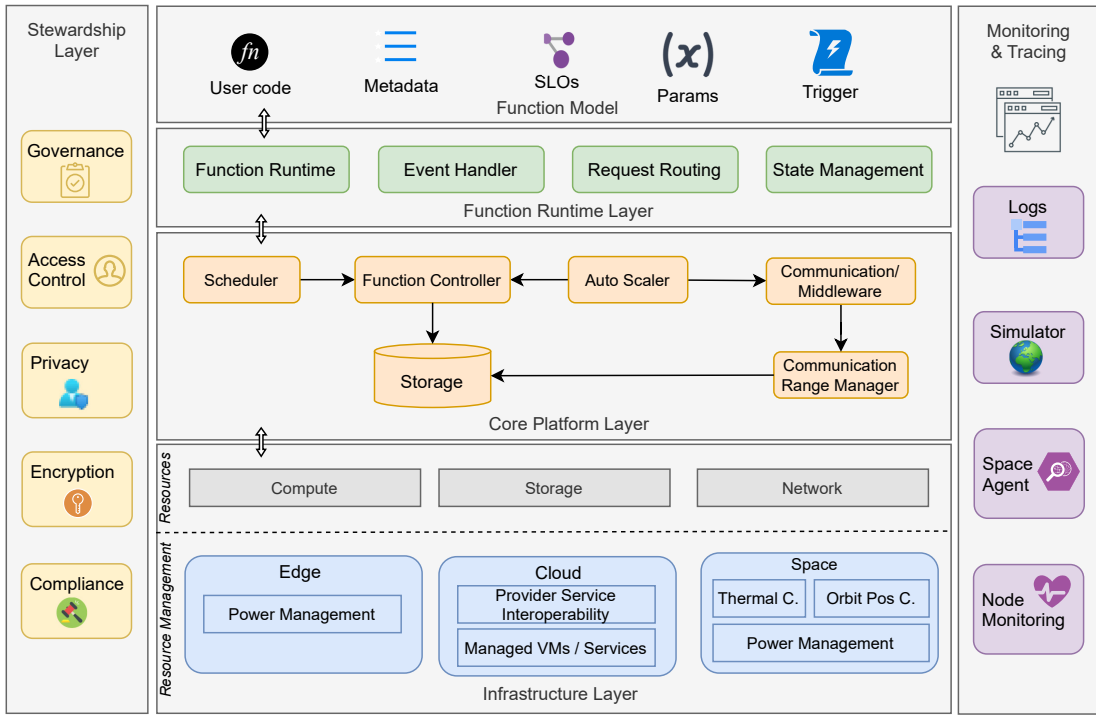 Stewardship
Layer
Governance
Access
Control
Privacy
Encryption
Compliance
fn
User code
Metadata
SLOs
(x)
Params
Trigger
Function Model
Function Runtime
Event Handler
Request Routing
State Management
Function Runtime Layer
Scheduler
Function Controller
Auto Scaler
Communication/
Middleware
Storage
Communication
Range Manager
Core Platform Layer
Resources
Compute
Storage
Network
Resource Management
Edge
Power Management
Cloud
Provider Service
Interoperability
Managed VMs / Services
Space
Thermal C.
Orbit Pos C.
Power Management
Infrastructure Layer
Monitoring
& Tracing
Logs
Simulator
Space
Agent
Node
Monitoring